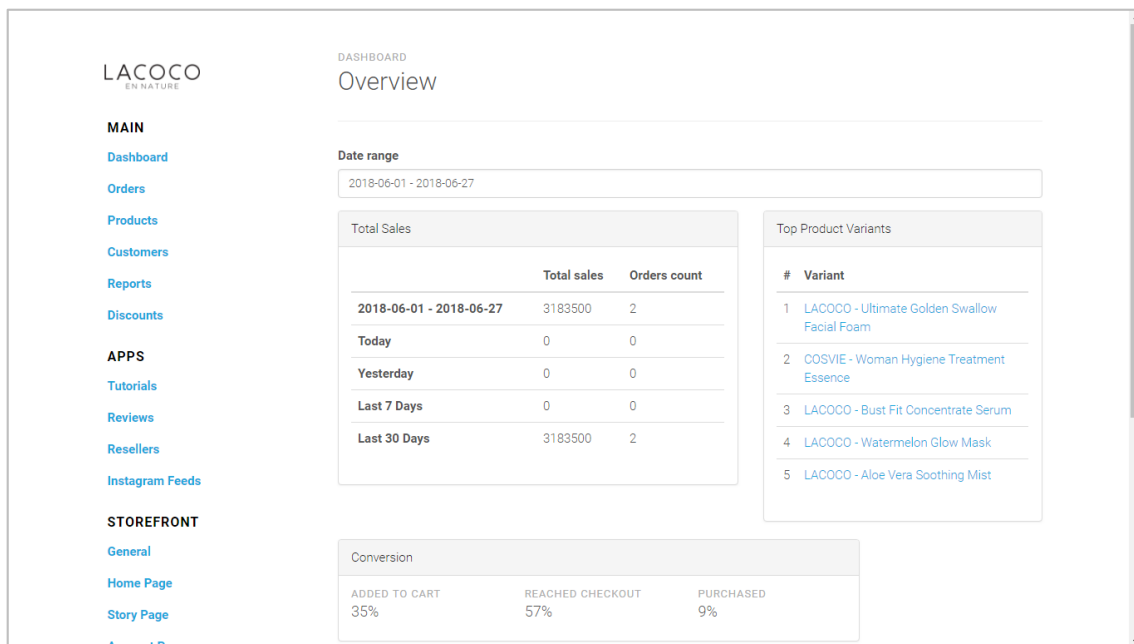 LACOCO
EN NATURE
MAIN
Dashboard
Orders
Products
Customers
Reports
Discounts
APPS
Tutorials
Reviews
Resellers
Instagram Feeds
STOREFRONT
General
Home Page
Story Page
DASHBOARD
Overview
Date range
2018-06-01 - 2018-06-27
Total Sales
Total sales Orders count
2018-06-01 - 2018-06-27 3183500 2
Today 0 0
Yesterday 0 0
Last 7 Days 0 0
Last 30 Days 3183500 2
Top Product Variants
# Variant
1 LACOCO - Ultimate Golden Swallow
Facial Foam
2 COSVIE - Woman Hygiene Treatment
Essence
3 LACOCO - Bust Fit Concentrate Serum
4 LACOCO - Watermelon Glow Mask
5 LACOCO - Aloe Vera Soothing Mist
Conversion
ADDED TO CART REACHED CHECKOUT PURCHASED
35% 57% 9%